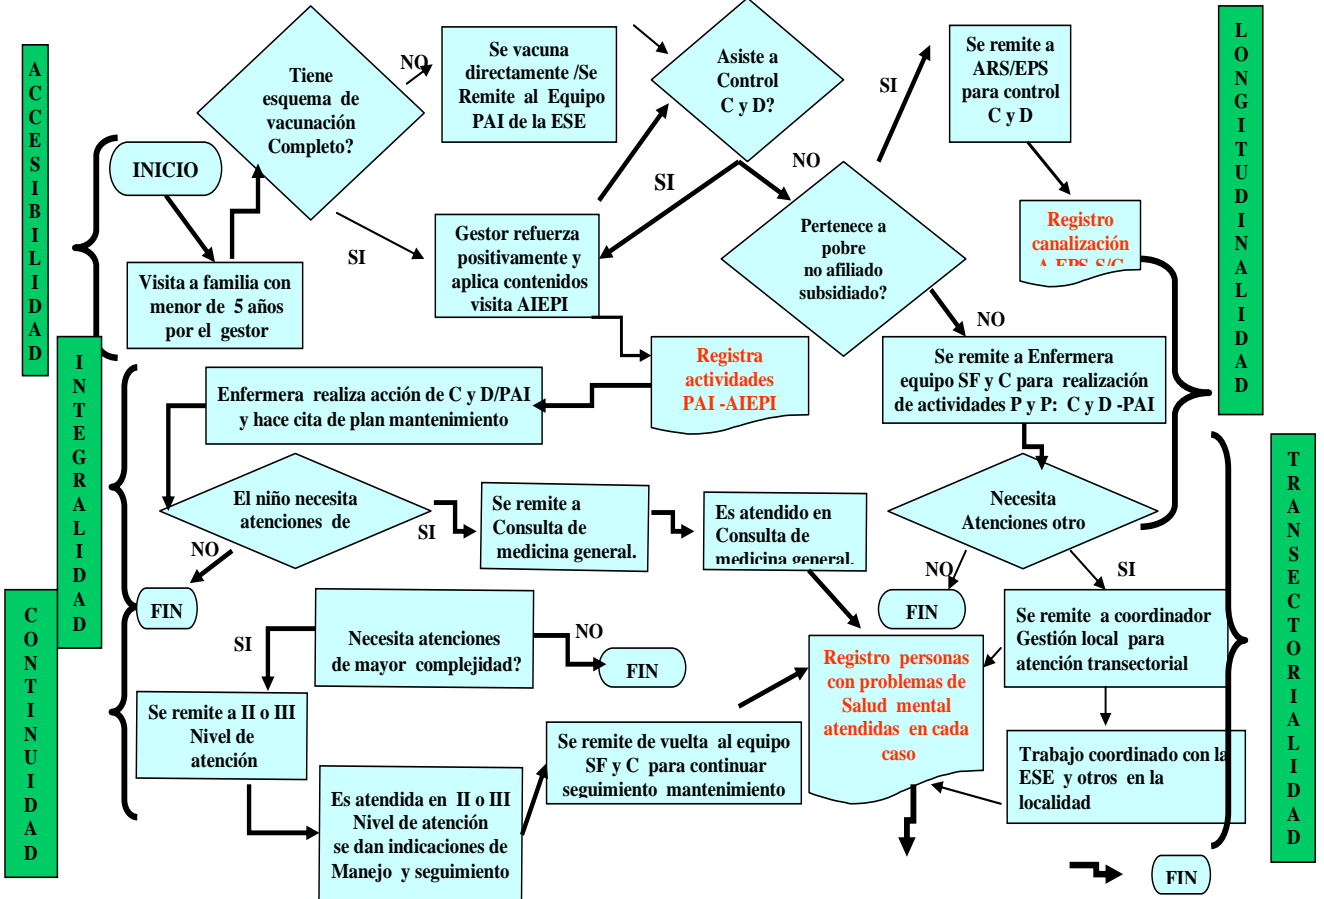 ACCESIBILIDAD
INICIO
Visita a familia con
menor de 5 años
por el gestor
Tiene
esquema de
vacunación
Completo?
NO
SI
Se vacuna
directamente /Se
Remite al Equipo
PAI de la ESE
Gestor refuerza
positivamente y
aplica contenidos
visita AIEPI
Asiste a
Control
C y D?
SI
NO
Pertenece a
pobre
no afiliado
subsidiado?
SI
NO
Se remite a
ARS/EPS
para control
C y D
Registro
canalización
A EPS-S/C
LONGITUDINALIDAD
Registra
actividades
PAI -AIEPI
Se remite a Enfermera
equipo SF y C para realización
de actividades P y P: C y D -PAI
INTEGRALIDAD
Enfermera realiza acción de C y D/PAI
y hace cita de plan mantenimiento
El niño necesita
atenciones de
SI
NO
FIN
Se remite a
Consulta de
medicina general.
Es atendido en
Consulta de
medicina general.
Necesita
Atenciones otro
NO
SI
FIN
TRANSECTORIALIDAD
Se remite a coordinador
Gestión local para
atención transectorial
Trabajo coordinado con la
ESE y otros en la
localidad
Registro personas
con problemas de
Salud mental
atendidas en cada
caso
CONTINUIDAD
Necesita atenciones
de mayor complejidad?
SI
NO
FIN
Se remite a II o III
Nivel de
atención
Es atendida en II o III
Nivel de atención
se dan indicaciones de
Manejo y seguimiento
Se remite de vuelta al equipo
SF y C para continuar
seguimiento mantenimiento
FIN